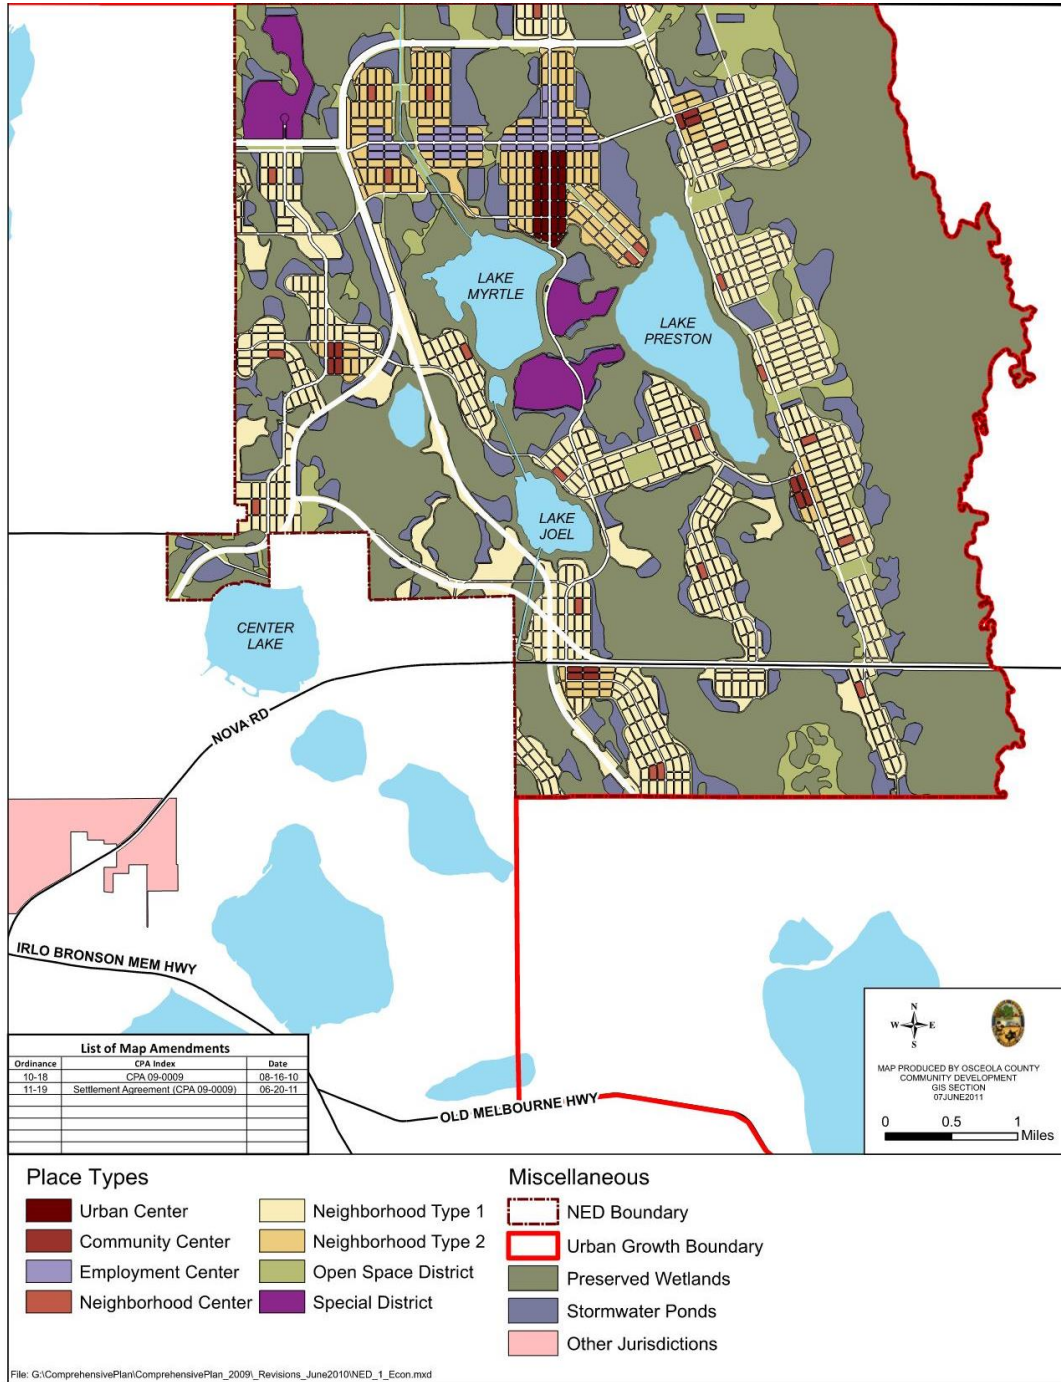 LAKE
MYRTLE
LAKE
PRESTON
LAKE
JOEL
CENTER
LAKE
NOVA RD
IRLO BRONSON MEM HWY
OLD MELBOURNE HWY
List of Map Amendments
Ordinance CPA Index Date
10-18 CPA 09-0009 08-16-10
11-19 Settlement Agreement (CPA 09-0009) 06-20-11
N
W E
S
MAP PRODUCED BY OSCEOLA COUNTY
COMMUNITY DEVELOPMENT
GIS SECTION
07JUNE2011
0 0.5 1
Miles
Place Types
Urban Center
Community Center
Employment Center
Neighborhood Center
Neighborhood Type 1
Neighborhood Type 2
Open Space District
Special District
Miscellaneous
NED Boundary
Urban Growth Boundary
Preserved Wetlands
Stormwater Ponds
Other Jurisdictions
File: G:\ComprehensivePlan\ComprehensivePlan_2009\_Revisions_June2010\NED_1_Econ.mxd